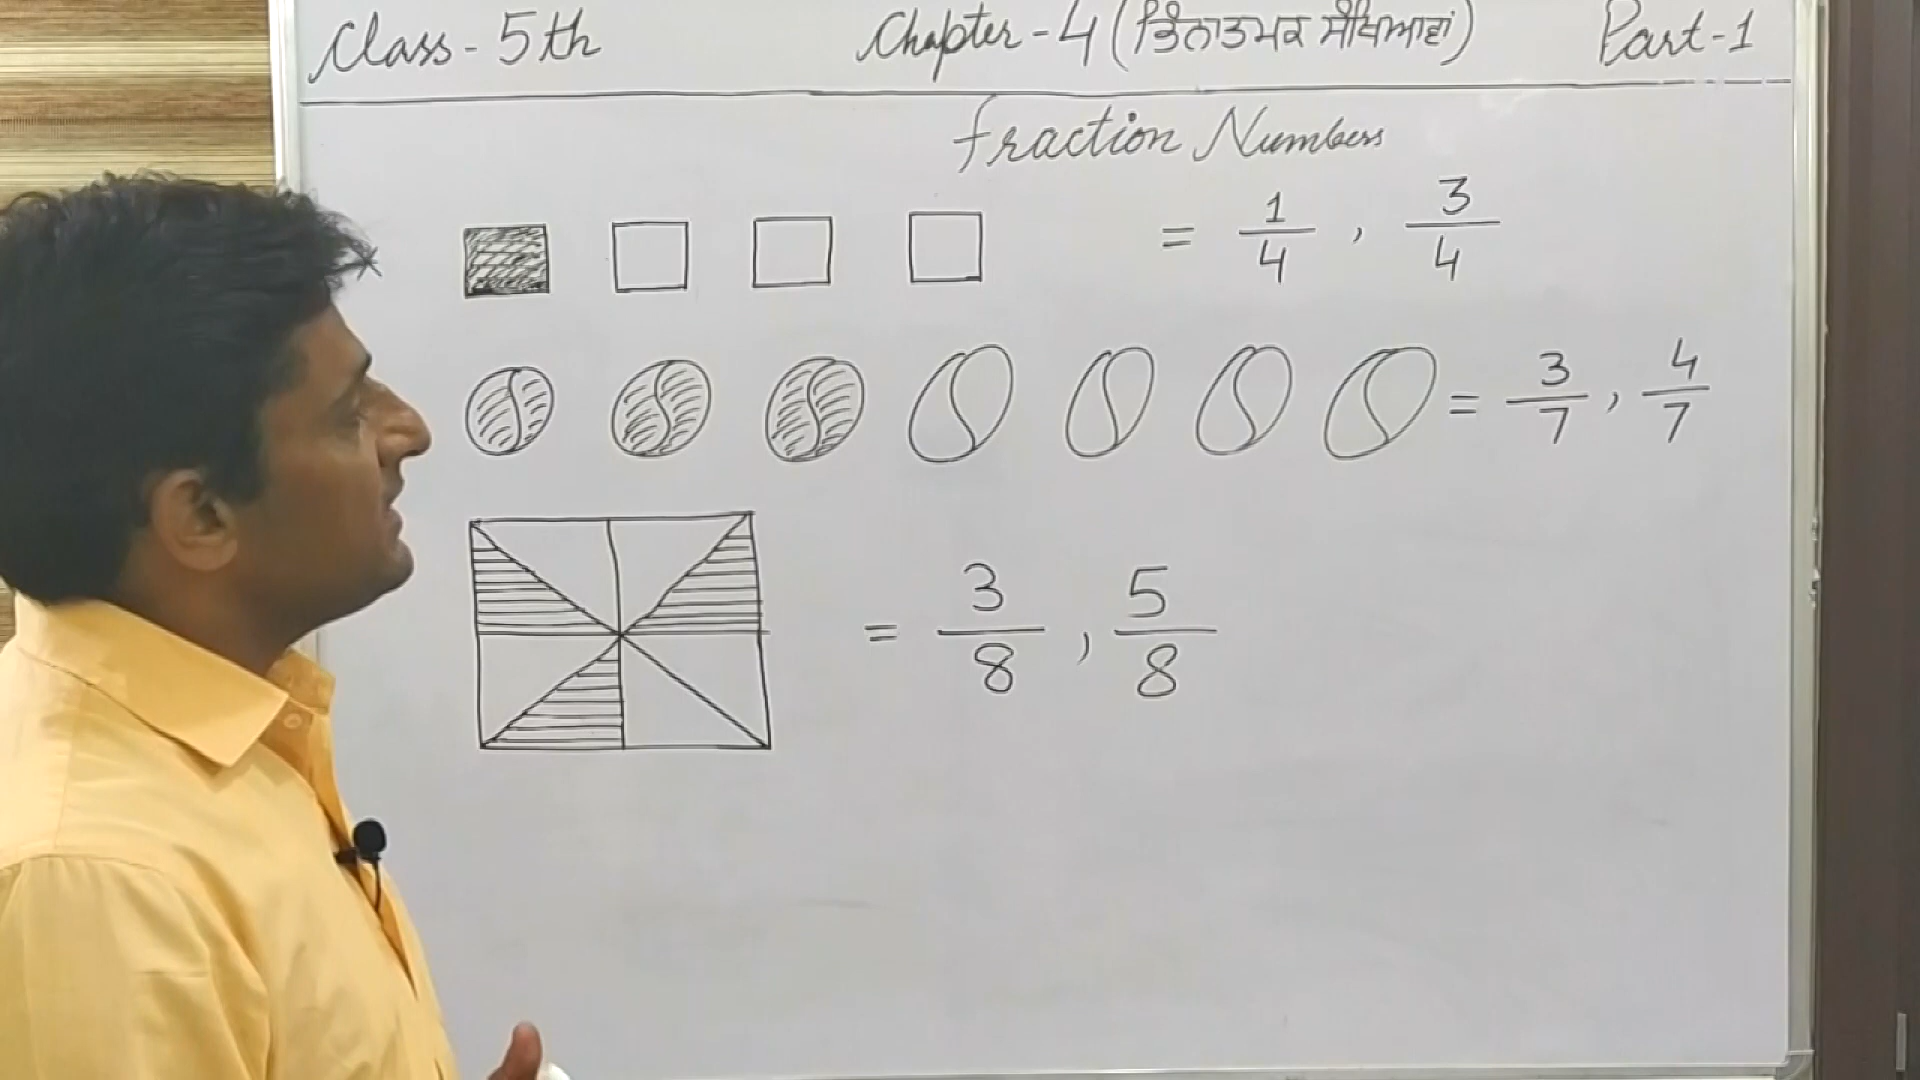 Class - 5th Chapter - 4 (ਭਿੰਨਾਤਮਕ ਸੰਖਿਆਵਾਂ) Part - 1
Fraction Numbers
= 1/4 , 3/4
= 3/7 , 4/7
= 3/8 , 5/8